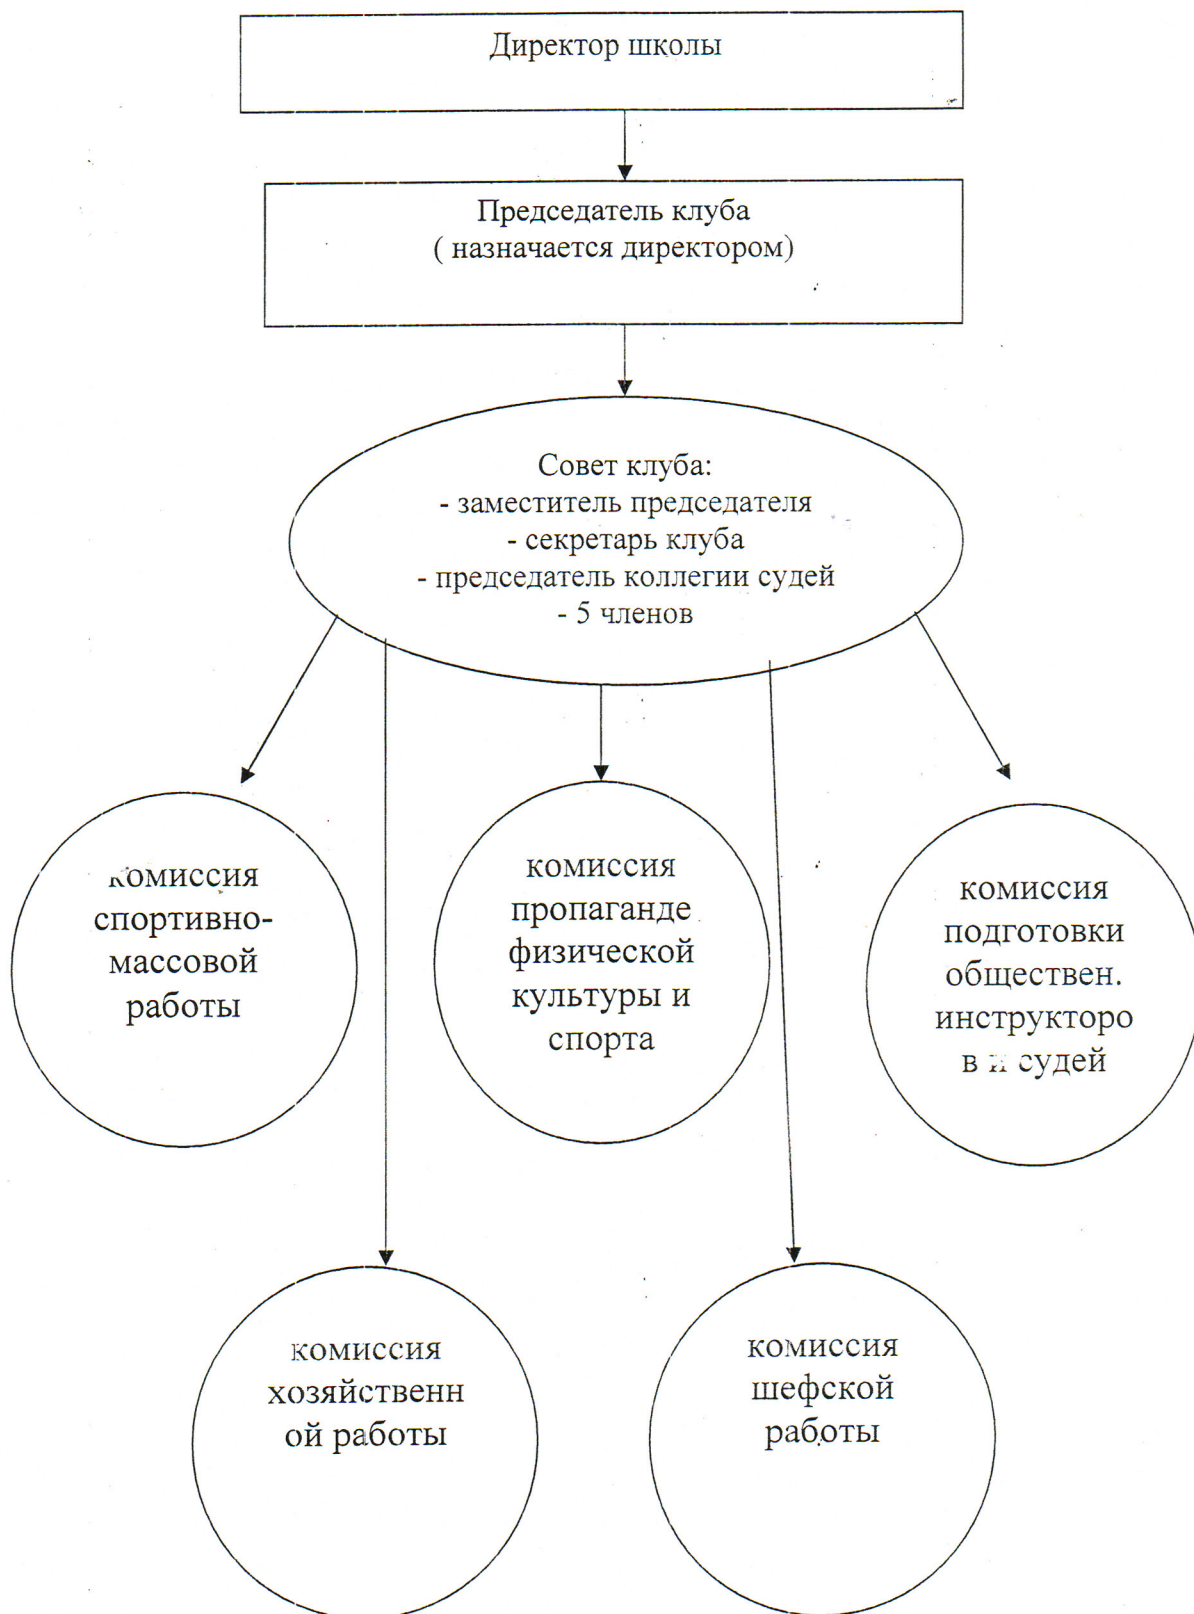 Директор школы
Председатель клуба
( назначается директором)
Совет клуба:
- заместитель председателя
- секретарь клуба
- председатель коллегии судей
- 5 членов
комиссия
спортивно-
массовой
работы
комиссия
пропаганде
физической
культуры и
спорта
комиссия
подготовки
обществен.
инструкторо
в и судей
комиссия
хозяйственн
ой работы
комиссия
шефской
работы